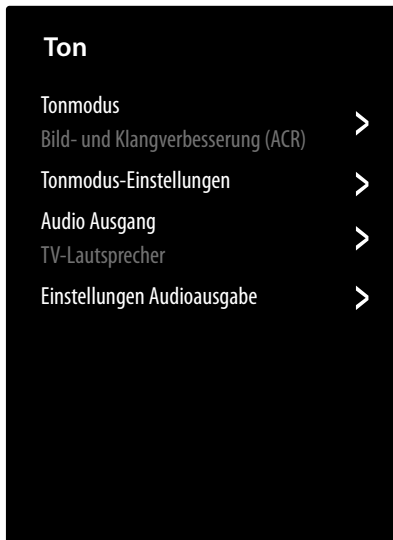 Ton
Tonmodus
Bild- und Klangverbesserung (ACR)
Tonmodus-Einstellungen
Audio Ausgang
TV-Lautsprecher
Einstellungen Audioausgabe